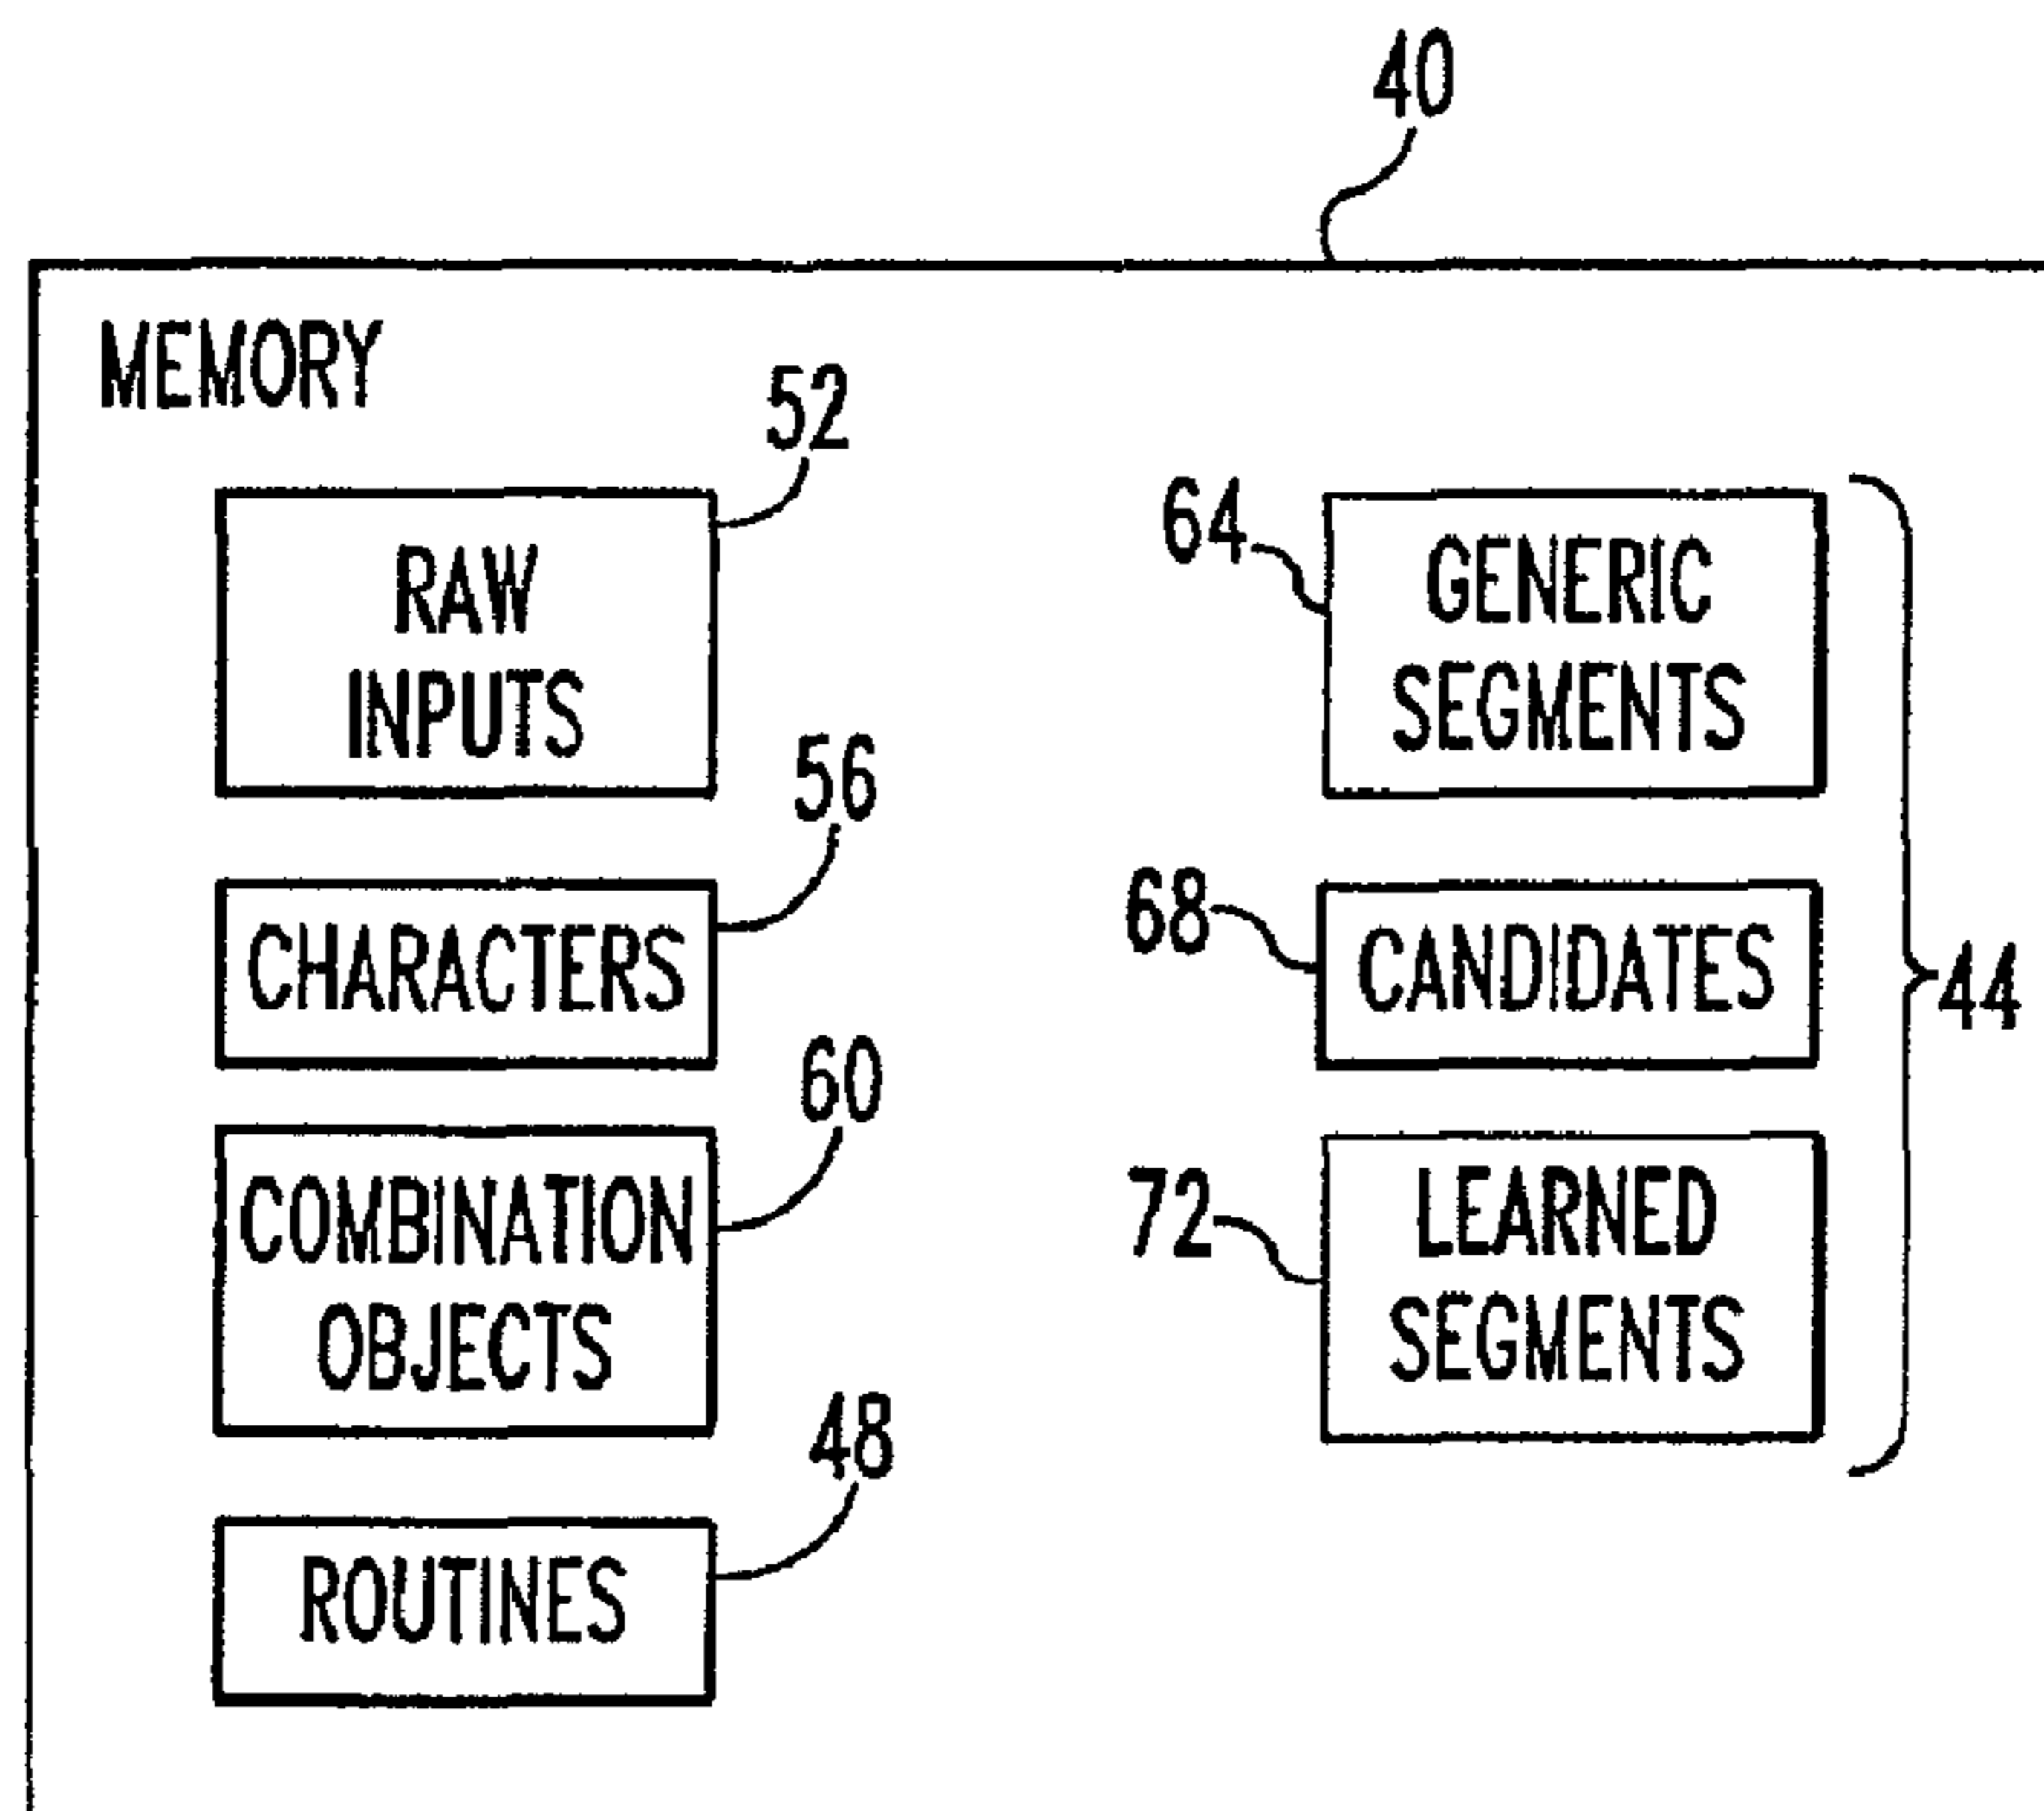 40
MEMORY
52
RAW
INPUTS
56
CHARACTERS
60
COMBINATION
OBJECTS
48
ROUTINES
64
GENERIC
SEGMENTS
68
CANDIDATES
72
LEARNED
SEGMENTS
44